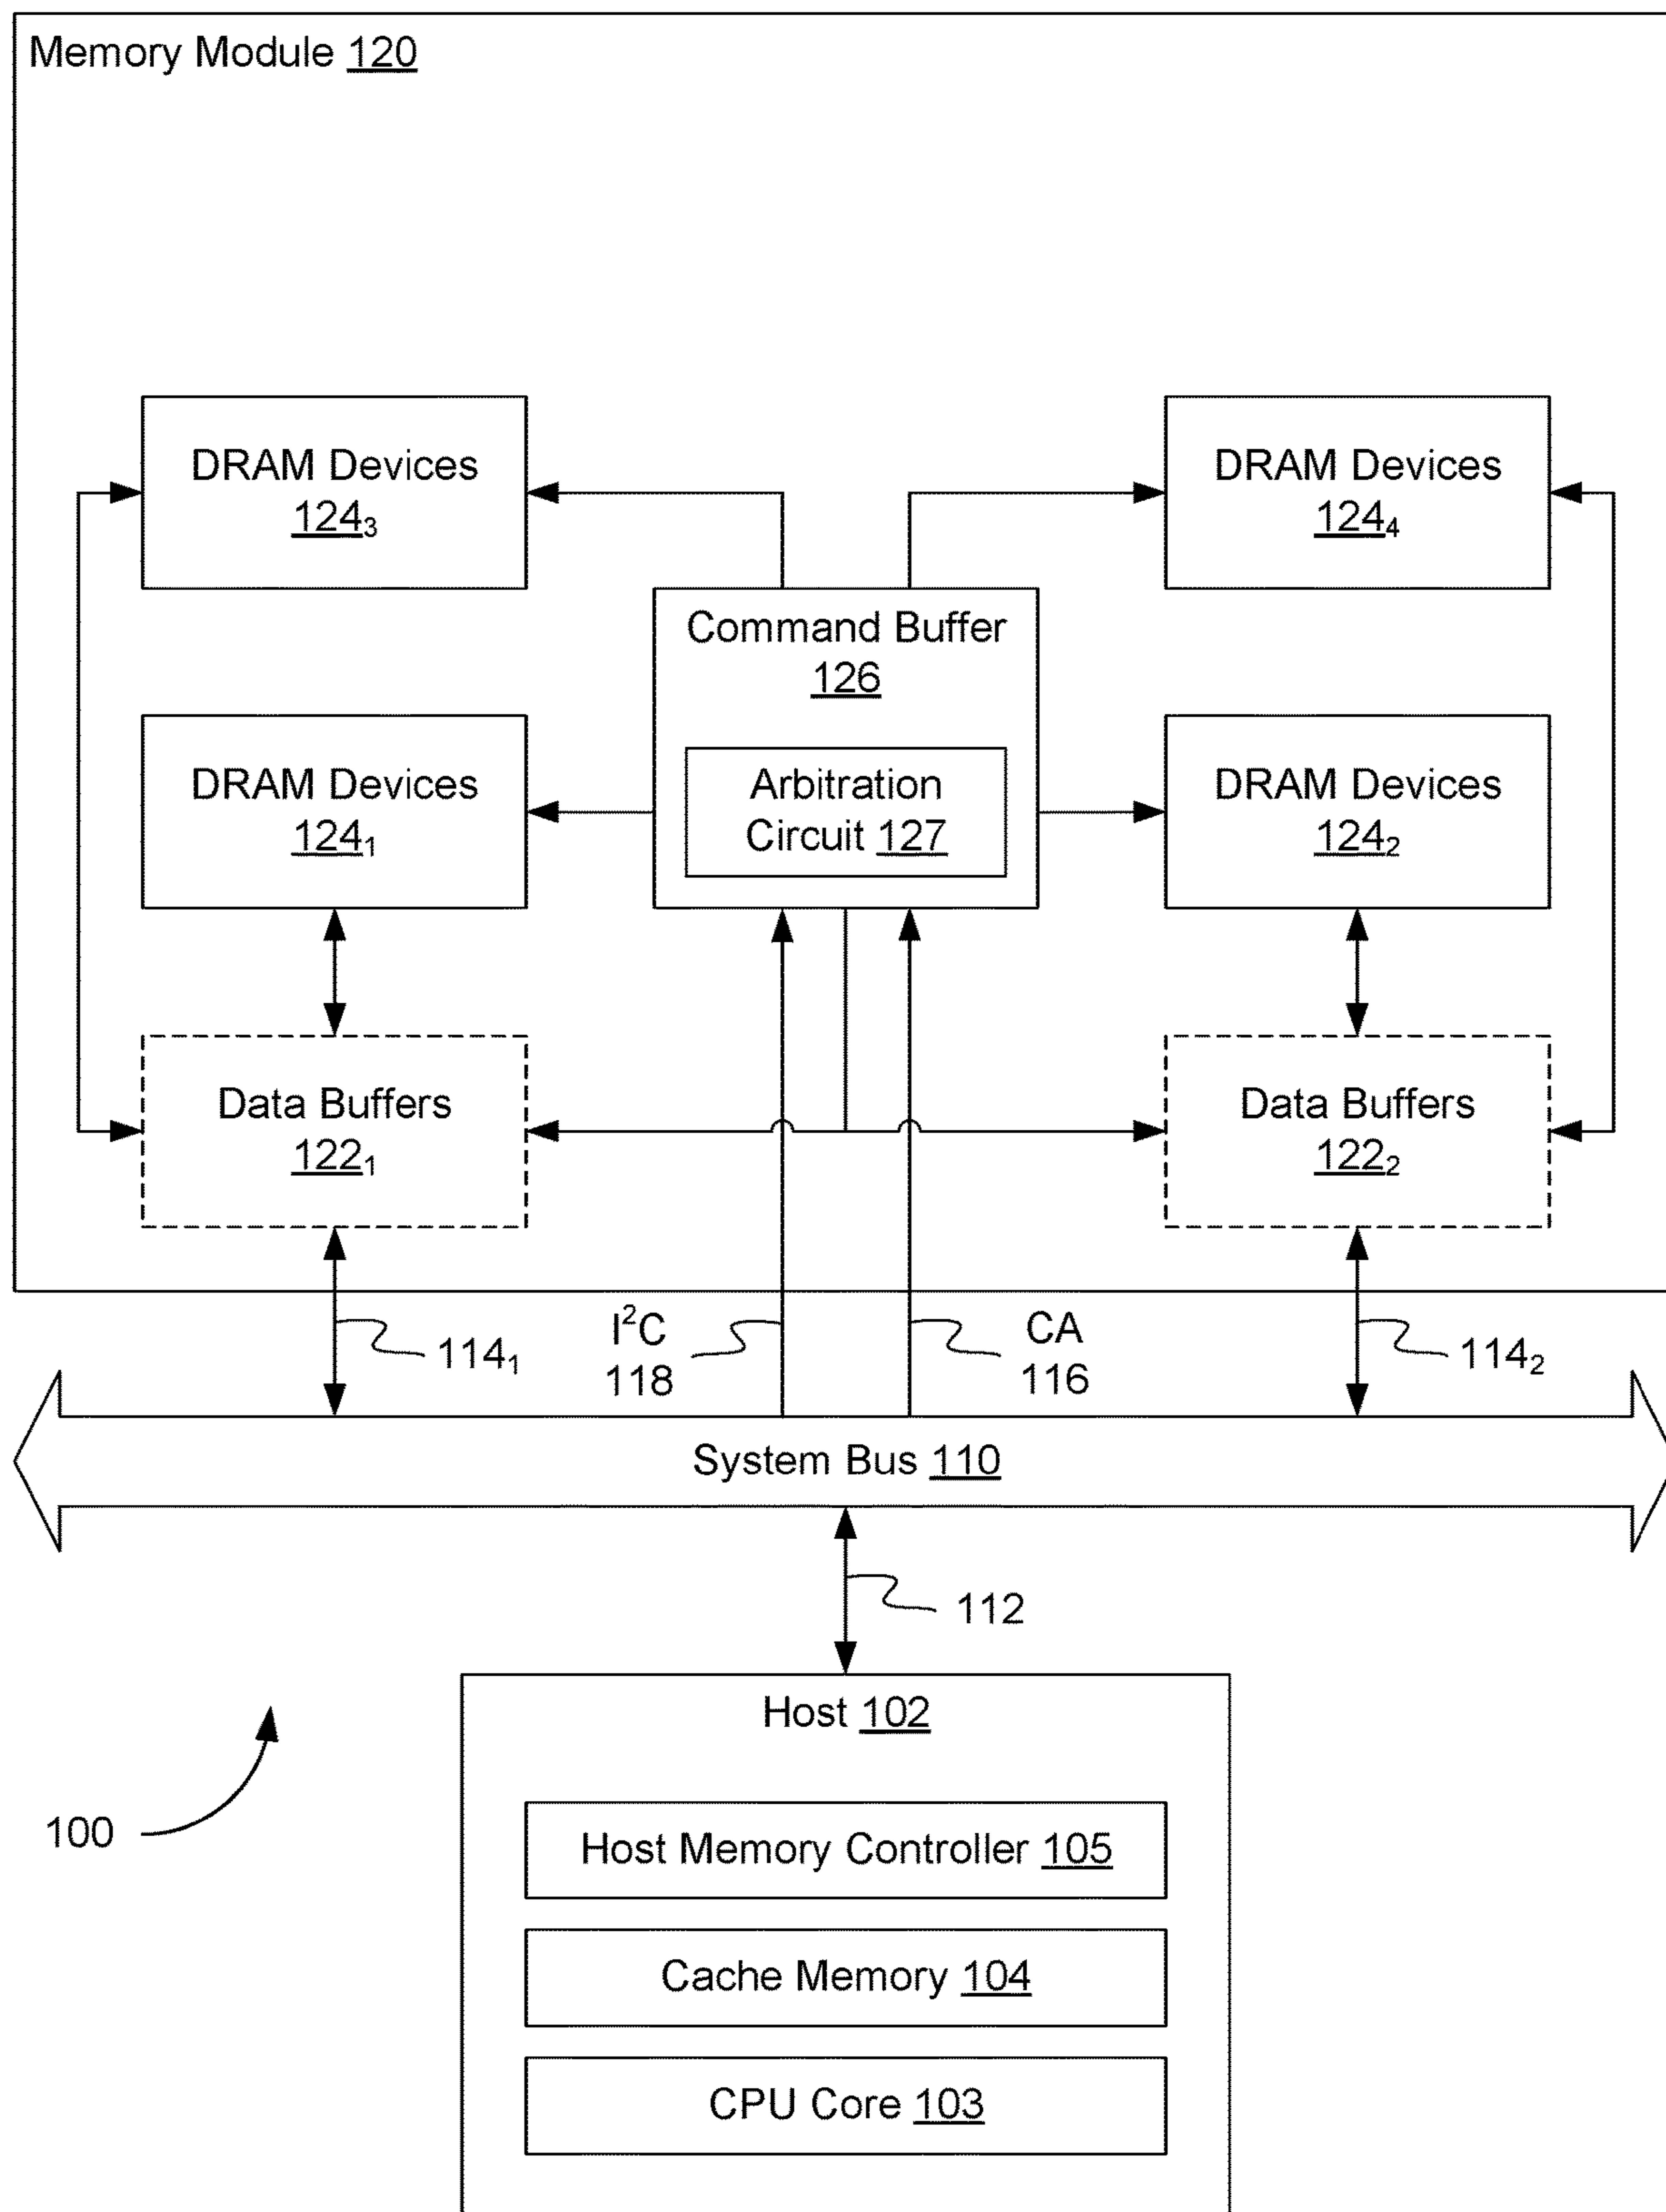 Memory Module 120
DRAM Devices
124₃
DRAM Devices
124₄
Command Buffer
126
DRAM Devices
124₁
Arbitration
Circuit 127
DRAM Devices
124₂
Data Buffers
122₁
Data Buffers
122₂
114₁
I²C
118
CA
116
114₂
System Bus 110
112
Host 102
100
Host Memory Controller 105
Cache Memory 104
CPU Core 103